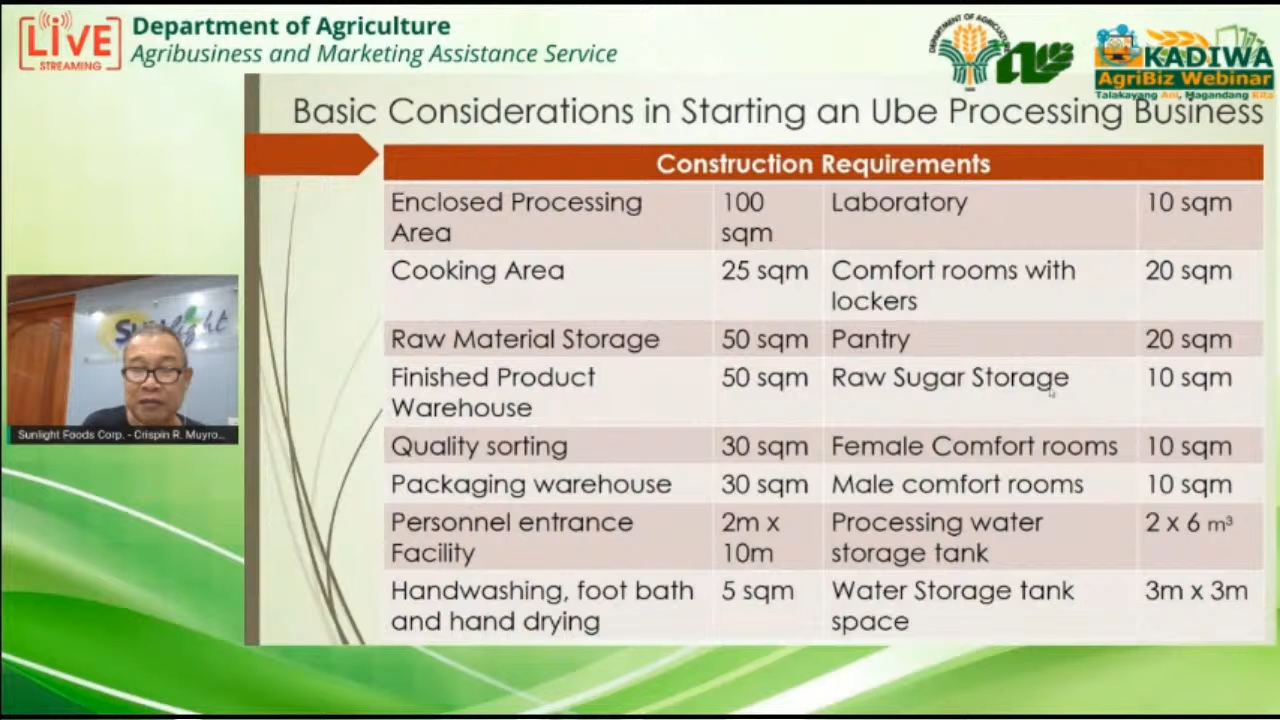 LIVE
STREAMING
Department of Agriculture
Agribusiness and Marketing Assistance Service
DEPARTMENT OF AGRICULTURE
KADIWA
AgriBiz Webinar
Talakayang Ani, Magandang Kita
Basic Considerations in Starting an Ube Processing Business
Construction Requirements
Enclosed Processing Area
100 sqm
Laboratory
10 sqm
Cooking Area
25 sqm
Comfort rooms with lockers
20 sqm
Raw Material Storage
50 sqm
Pantry
20 sqm
Finished Product Warehouse
50 sqm
Raw Sugar Storage
10 sqm
Quality sorting
30 sqm
Female Comfort rooms
10 sqm
Packaging warehouse
30 sqm
Male comfort rooms
10 sqm
Personnel entrance Facility
2m x 10m
Processing water storage tank
2 x 6 m³
Handwashing, foot bath and hand drying
5 sqm
Water Storage tank space
3m x 3m
Sunlight
Sunlight Foods Corp. - Crispin R. Muyro...